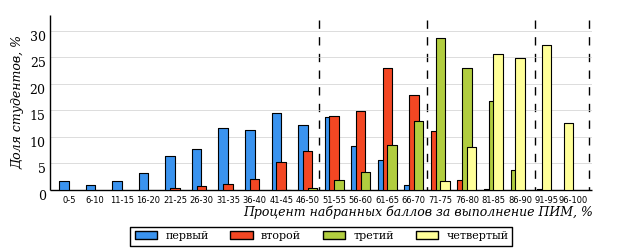 Доля студентов, %
30
25
20
15
10
5
0
0-5 6-10 11-15 16-20 21-25 26-30 31-35 36-40 41-45 46-50 51-55 56-60 61-65 66-70 71-75 76-80 81-85 86-90 91-95 96-100
Процент набранных баллов за выполнение ПИМ, %
первый второй третий четвертый